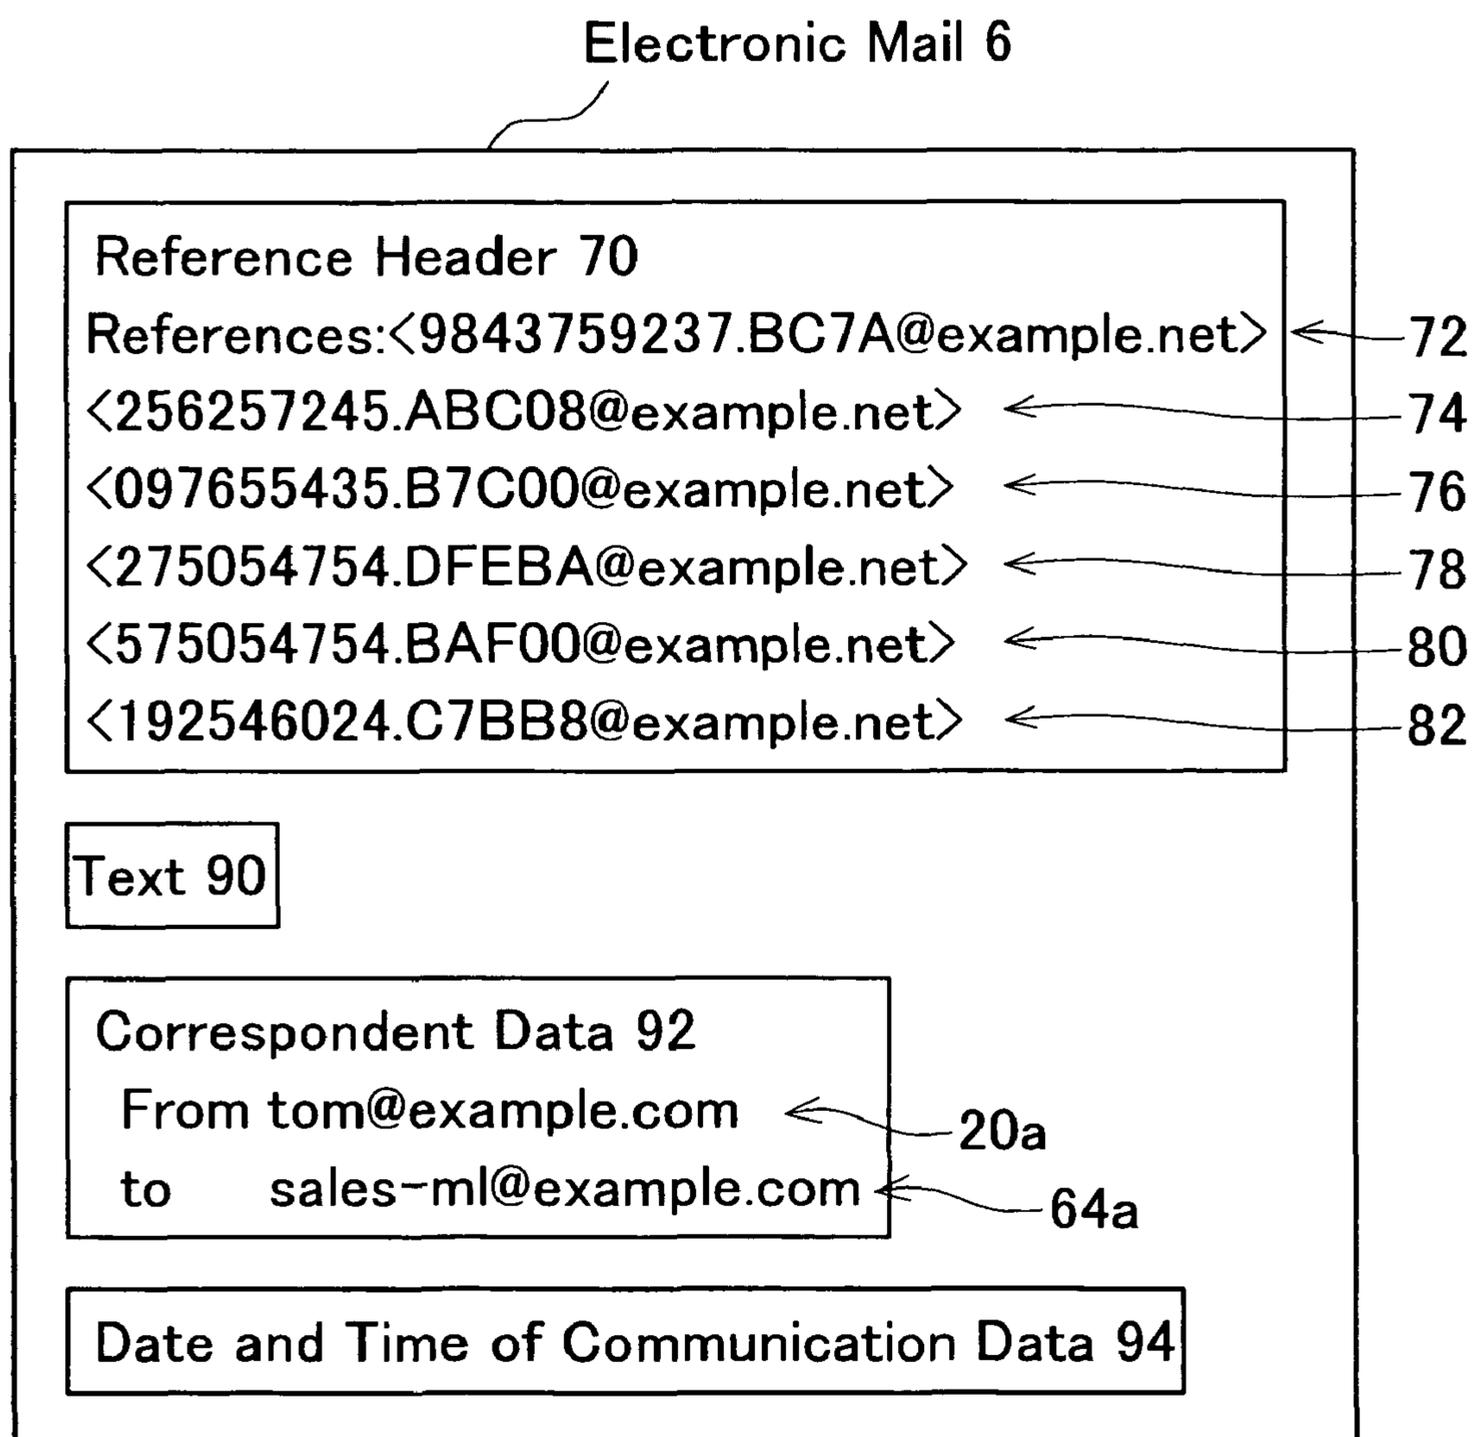 Electronic Mail 6
Reference Header 70
References:<9843759237.BC7A@example.net> 72
<256257245.ABC08@example.net> 74
<097655435.B7C00@example.net> 76
<275054754.DFEBA@example.net> 78
<575054754.BAF00@example.net> 80
<192546024.C7BB8@example.net> 82
Text 90
Correspondent Data 92
From tom@example.com 20a
to sales-ml@example.com 64a
Date and Time of Communication Data 94